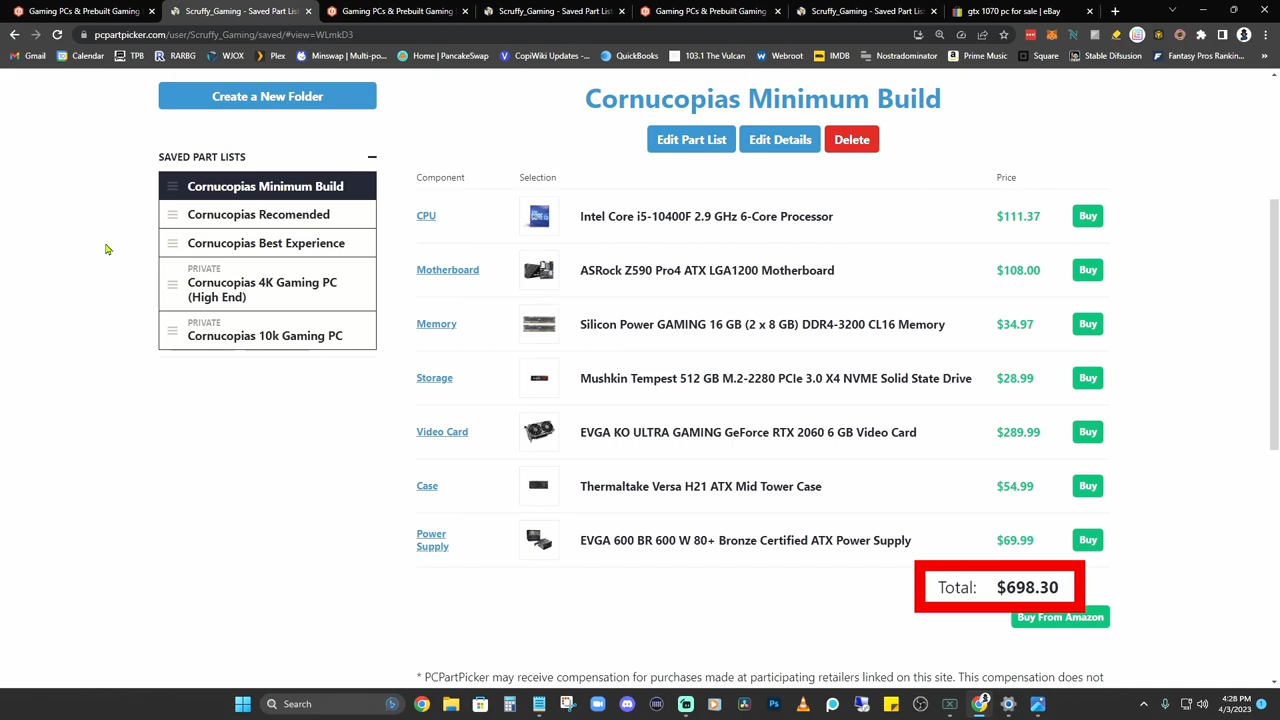 Gaming PCs & Prebuilt
Scruffy_Gaming - Saved Part List
Gaming PCs & Prebuilt
Scruffy_Gaming - Saved Part List
Gaming PCs & Prebuilt
Scruffy_Gaming - Saved Part List
gtx 1070 pc for sale | eBay
pcpartpicker.com/user/Scruffy_Gaming/saved/#view=WLmkD3
Gmail
Calendar
TPB
RARBG
WJOX
Plex
Minswap | Multi-po...
Home | PancakeSwap
CopiWiki - Updates -...
QuickBooks
103.1 The Vulcan
Webroot
IMDB
Nostradominator
Prime Music
Square
Stable Difusion
Fantasy Pros Rankin...
Create a New Folder
SAVED PART LISTS
Cornucopias Minimum Build
Cornucopias Recomended
Cornucopias Best Experience
PRIVATE
Cornucopias 4K Gaming PC
(High End)
PRIVATE
Cornucopias 10k Gaming PC
Cornucopias Minimum Build
Edit Part List
Edit Details
Delete
Component Selection Price
CPU Intel Core i5-10400F 2.9 GHz 6-Core Processor $111.37 Buy
Motherboard ASRock Z590 Pro4 ATX LGA1200 Motherboard $108.00 Buy
Memory Silicon Power GAMING 16 GB (2 x 8 GB) DDR4-3200 CL16 Memory $34.97 Buy
Storage Mushkin Tempest 512 GB M.2-2280 PCIe 3.0 X4 NVME Solid State Drive $28.99 Buy
Video Card EVGA KO ULTRA GAMING GeForce RTX 2060 6 GB Video Card $289.99 Buy
Case Thermaltake Versa H21 ATX Mid Tower Case $54.99 Buy
Power
Supply EVGA 600 BR 600 W 80+ Bronze Certified ATX Power Supply $69.99 Buy
Total: $698.30
Buy From Amazon
* PCPartPicker may receive compensation for purchases made at participating retailers linked on this site. This compensation does not
Search
4:28 PM
4/3/2023